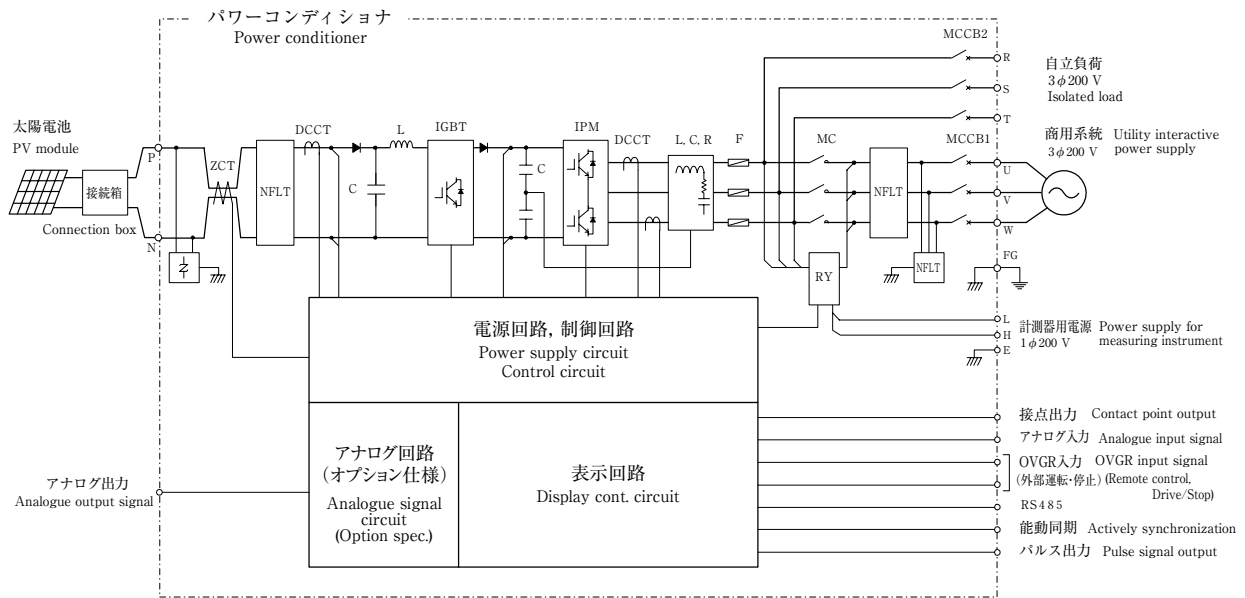 パワーコンディショナ
Power conditioner
MCCB2
R
自立負荷
3φ200 V
Isolated load
S
T
太陽電池
PV module
接続箱
Connection box
P
N
ZCT
NFLT
DCCT
L
C
IGBT
C
IPM
DCCT
L, C, R
F
MC
NFLT
MCCB1
商用系統 Utility interactive
3φ200 V power supply
U
V
W
NFLT
FG
RY
L
H
E
計測器用電源 Power supply for
1φ200 V measuring instrument
電源回路, 制御回路
Power supply circuit
Control circuit
アナログ回路
(オプション仕様)
Analogue signal
circuit
(Option spec.)
表示回路
Display cont. circuit
アナログ出力
Analogue output signal
接点出力 Contact point output
アナログ入力 Analogue input signal
OVGR入力 OVGR input signal
(外部運転・停止) (Remote control,
Drive/Stop)
RS485
能動同期 Actively synchronization
パルス出力 Pulse signal output